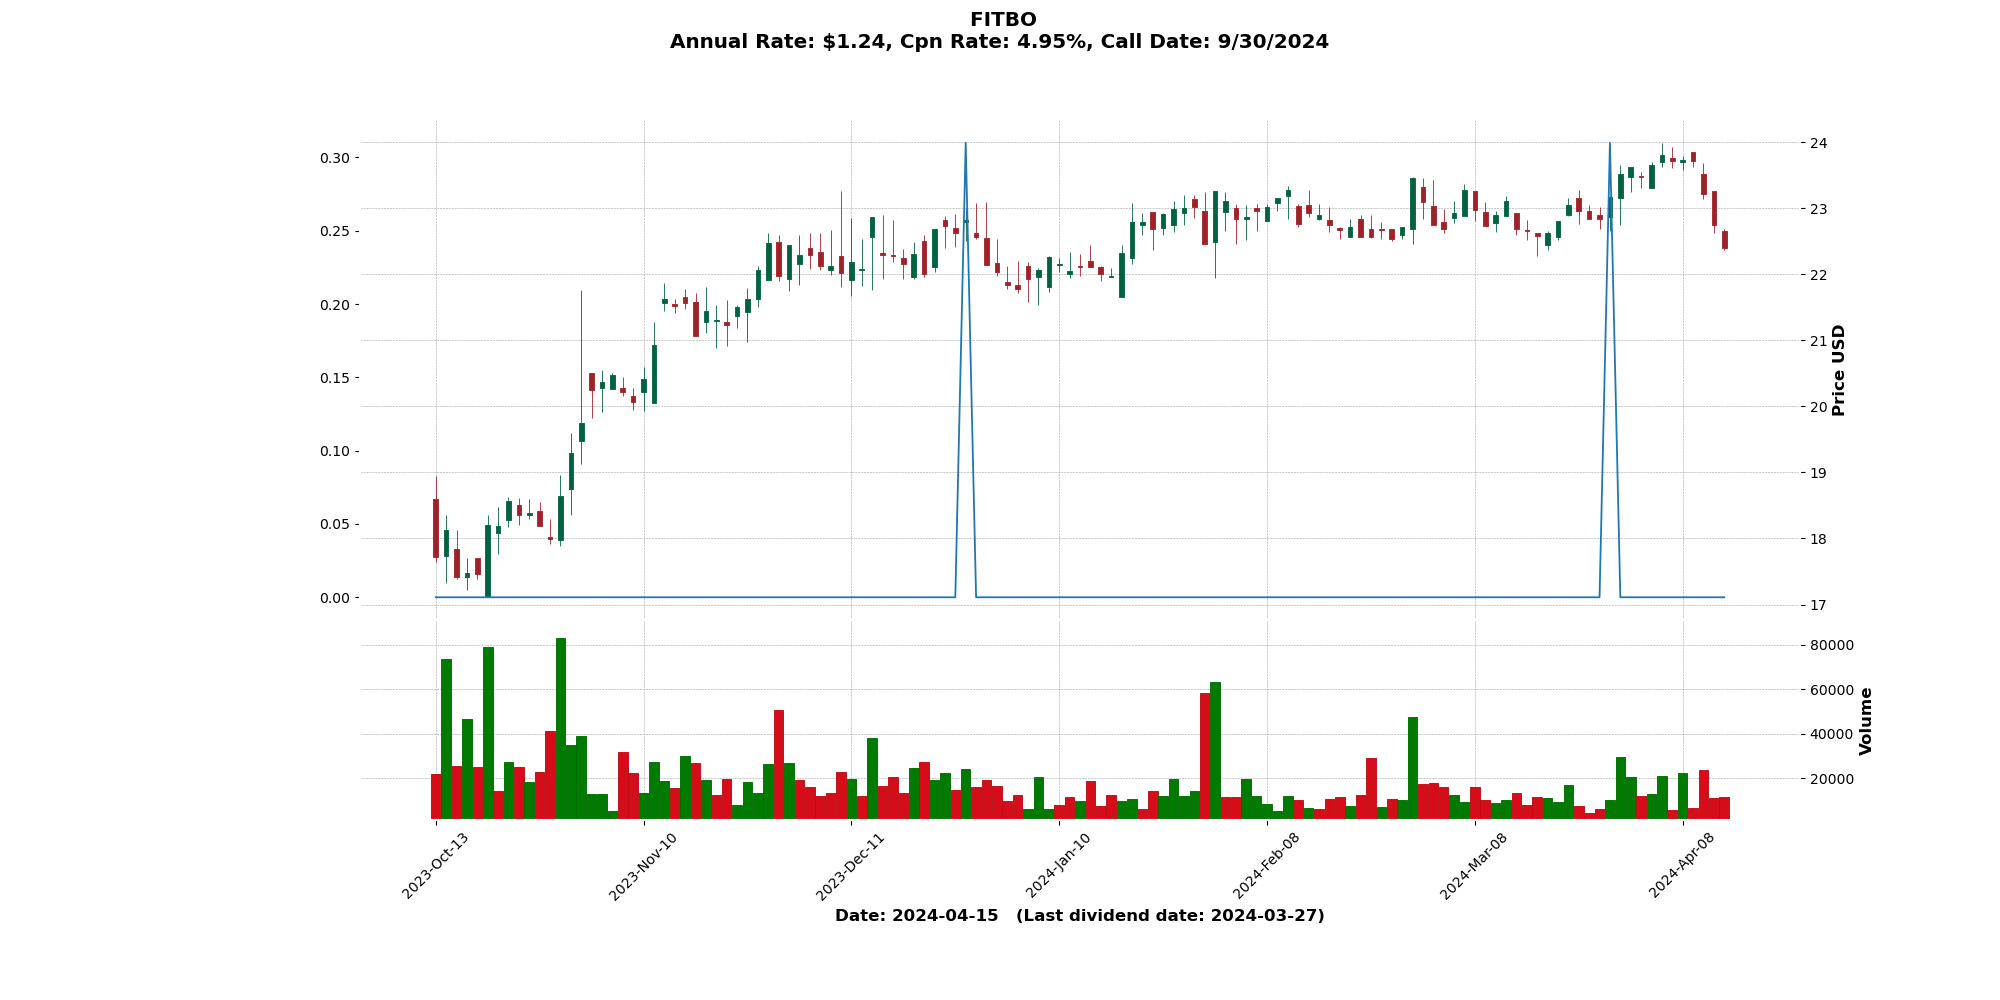 FITBO
Annual Rate: $1.24, Cpn Rate: 4.95%, Call Date: 9/30/2024
0.30
0.25
0.20
0.15
0.10
0.05
0.00
24
23
22
21
20
19
18
17
Price USD
80000
60000
40000
20000
Volume
2023-Oct-13
2023-Nov-10
2023-Dec-11
2024-Jan-10
2024-Feb-08
2024-Mar-08
2024-Apr-08
Date: 2024-04-15 (Last dividend date: 2024-03-27)